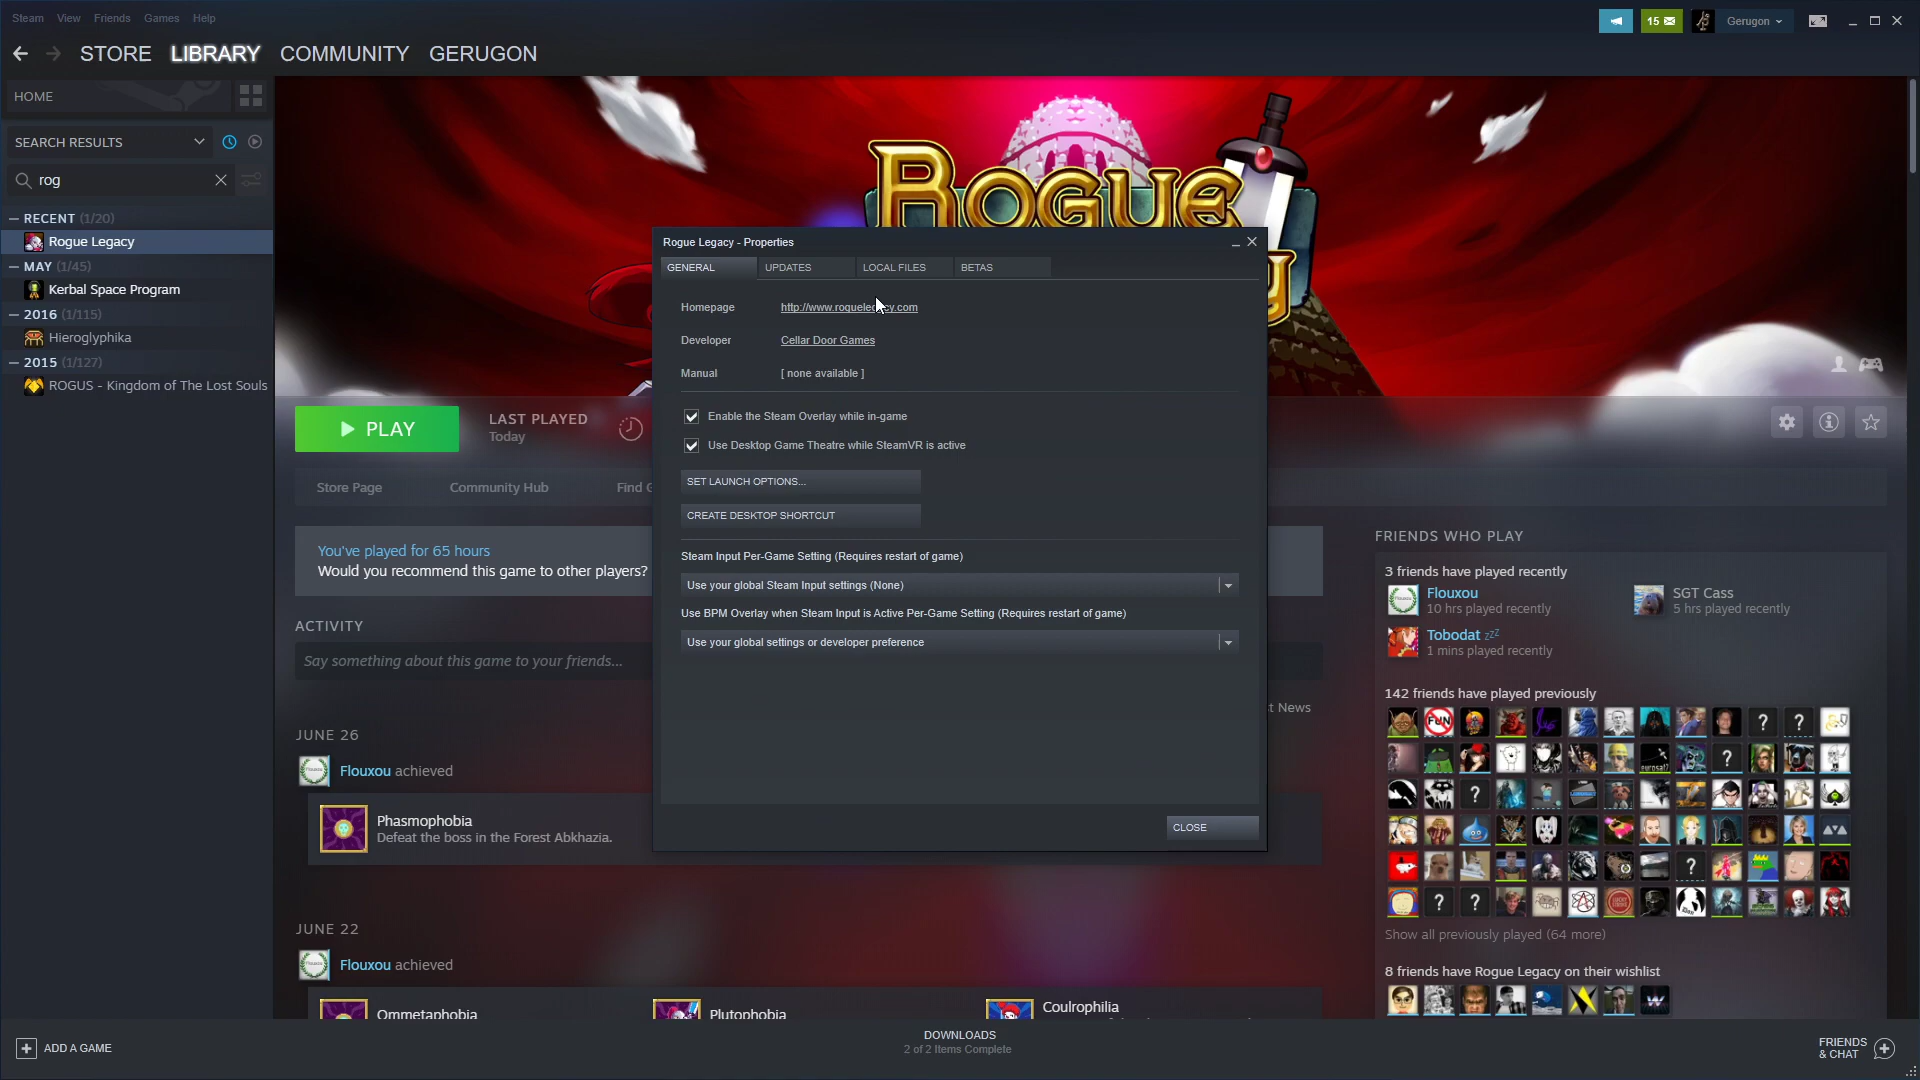 Steam View Friends Games Help
15 Gerugon
STORE LIBRARY COMMUNITY GERUGON
HOME
SEARCH RESULTS
rog
— RECENT (1/20)
Rogue Legacy
— MAY (1/45)
Kerbal Space Program
— 2016 (1/115)
Hieroglyphika
— 2015 (1/127)
ROGUS - Kingdom of The Lost Souls
ROGUE
Rogue Legacy - Properties
GENERAL UPDATES LOCAL FILES BETAS
Homepage
Developer Cellar Door Games
Manual [ none available ]
Enable the Steam Overlay while in-game
Use Desktop Game Theatre while SteamVR is active
SET LAUNCH OPTIONS...
CREATE DESKTOP SHORTCUT
Steam Input Per-Game Setting (Requires restart of game)
Use your global Steam Input settings (None)
Use BPM Overlay when Steam Input is Active Per-Game Setting (Requires restart of game)
Use your global settings or developer preference
CLOSE
PLAY
LAST PLAYED
Today
Store Page Community Hub Find
You've played for 65 hours
Would you recommend this game to other players?
ACTIVITY
Say something about this game to your friends...
News
JUNE 26
Flouxou achieved
Phasmophobia
Defeat the boss in the Forest Abkhazia.
JUNE 22
Flouxou achieved
Ommetaphobia Plutophobia Coulrophilia
FRIENDS WHO PLAY
3 friends have played recently
Flouxou
10 hrs played recently
SGT Cass
5 hrs played recently
Tobodat zzz
1 mins played recently
142 friends have played previously
FUN
Show all previously played (64 more)
8 friends have Rogue Legacy on their wishlist
ADD A GAME
DOWNLOADS
2 of 2 Items Complete
FRIENDS
& CHAT